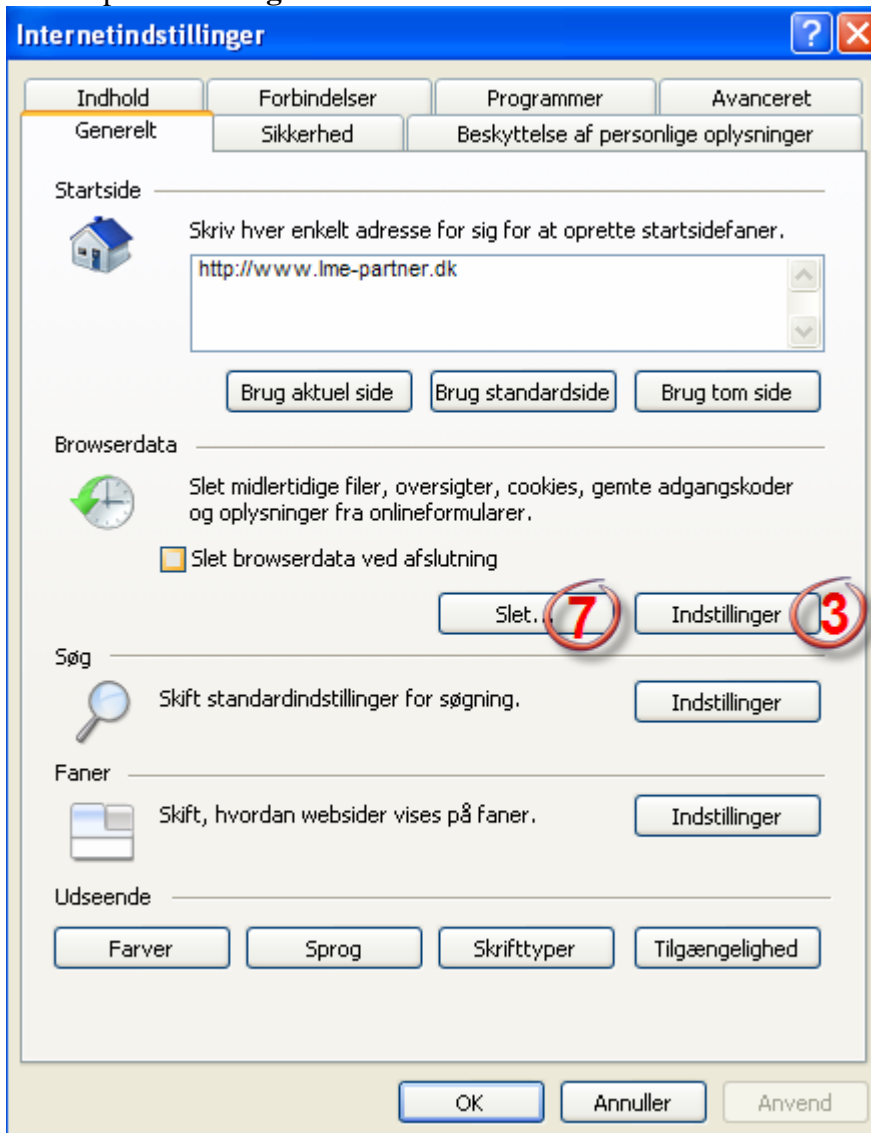 Internetindstillinger
Indhold Forbindelser Programmer Avanceret
Generelt Sikkerhed Beskyttelse af personlige oplysninger
Startside
Skriv hver enkelt adresse for sig for at oprette startsidefaner.
http://www.lme-partner.dk
Brug aktuel side Brug standardside Brug tom side
Browserdata
Slet midlertidige filer, oversigter, cookies, gemte adgangskoder
og oplysninger fra onlineformularer.
Slet browserdata ved afslutning
Slet... 7 Indstillinger 3
Søg
Skift standardindstillinger for søgning. Indstillinger
Faner
Skift, hvordan websider vises på faner. Indstillinger
Udseende
Farver Sprog Skrifttyper Tilgængelighed
OK Annuller Anvend